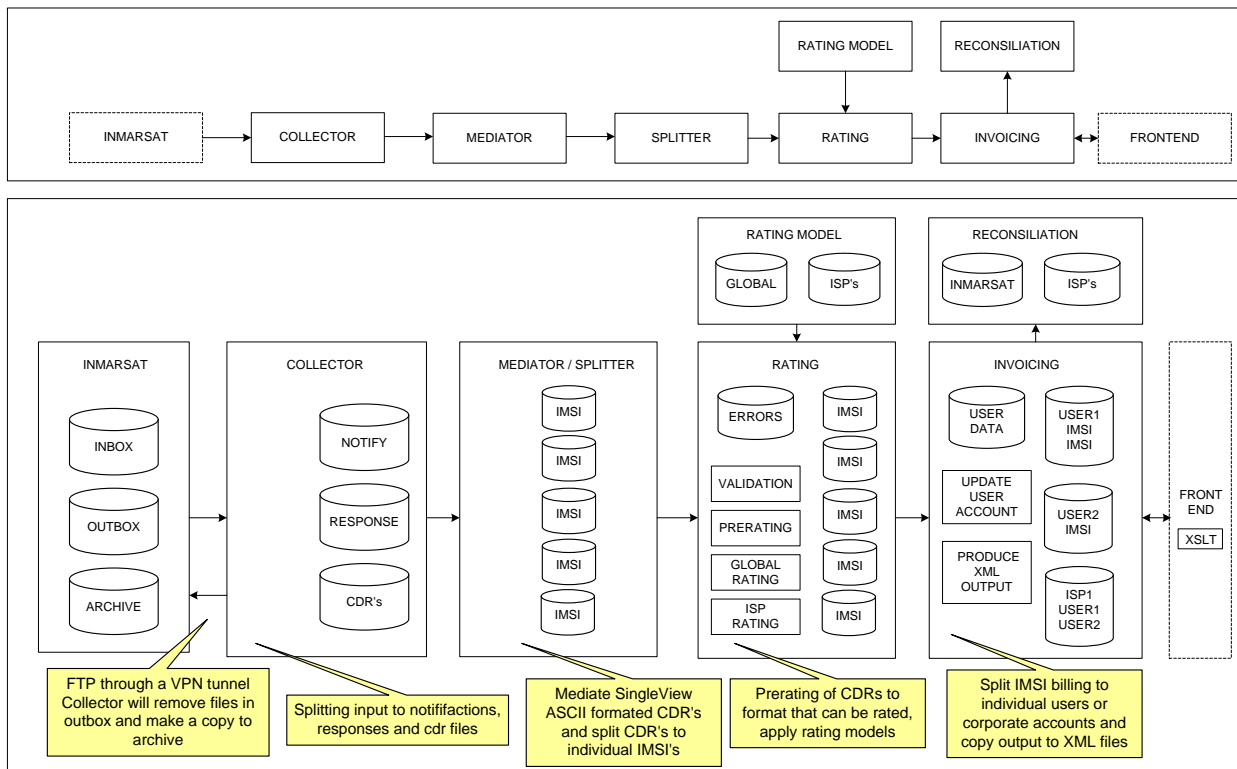 RATING MODEL
RECONSILIATION
INMARSAT
COLLECTOR
MEDIATOR
SPLITTER
RATING
INVOICING
FRONTEND
RATING MODEL
GLOBAL
ISP's
RECONSILIATION
INMARSAT
ISP's
INMARSAT
INBOX
OUTBOX
ARCHIVE
COLLECTOR
NOTIFY
RESPONSE
CDR's
MEDIATOR / SPLITTER
IMSI
IMSI
IMSI
IMSI
IMSI
RATING
ERRORS
VALIDATION
PRERATING
GLOBAL
RATING
ISP
RATING
IMSI
IMSI
IMSI
IMSI
IMSI
INVOICING
USER
DATA
UPDATE
USER
ACCOUNT
PRODUCE
XML
OUTPUT
USER1
IMSI
IMSI
USER2
IMSI
ISP1
USER1
USER2
FRONT
END
XSLT
FTP through a VPN tunnel
Collector will remove files in
outbox and make a copy to
archive
Splitting input to notififactions,
responses and cdr files
Mediate SingleView
ASCII formated CDR's
and split CDR's to
individual IMSI's
Prerating of CDRs to
format that can be rated,
apply rating models
Split IMSI billing to
individual users or
corporate accounts and
copy output to XML files